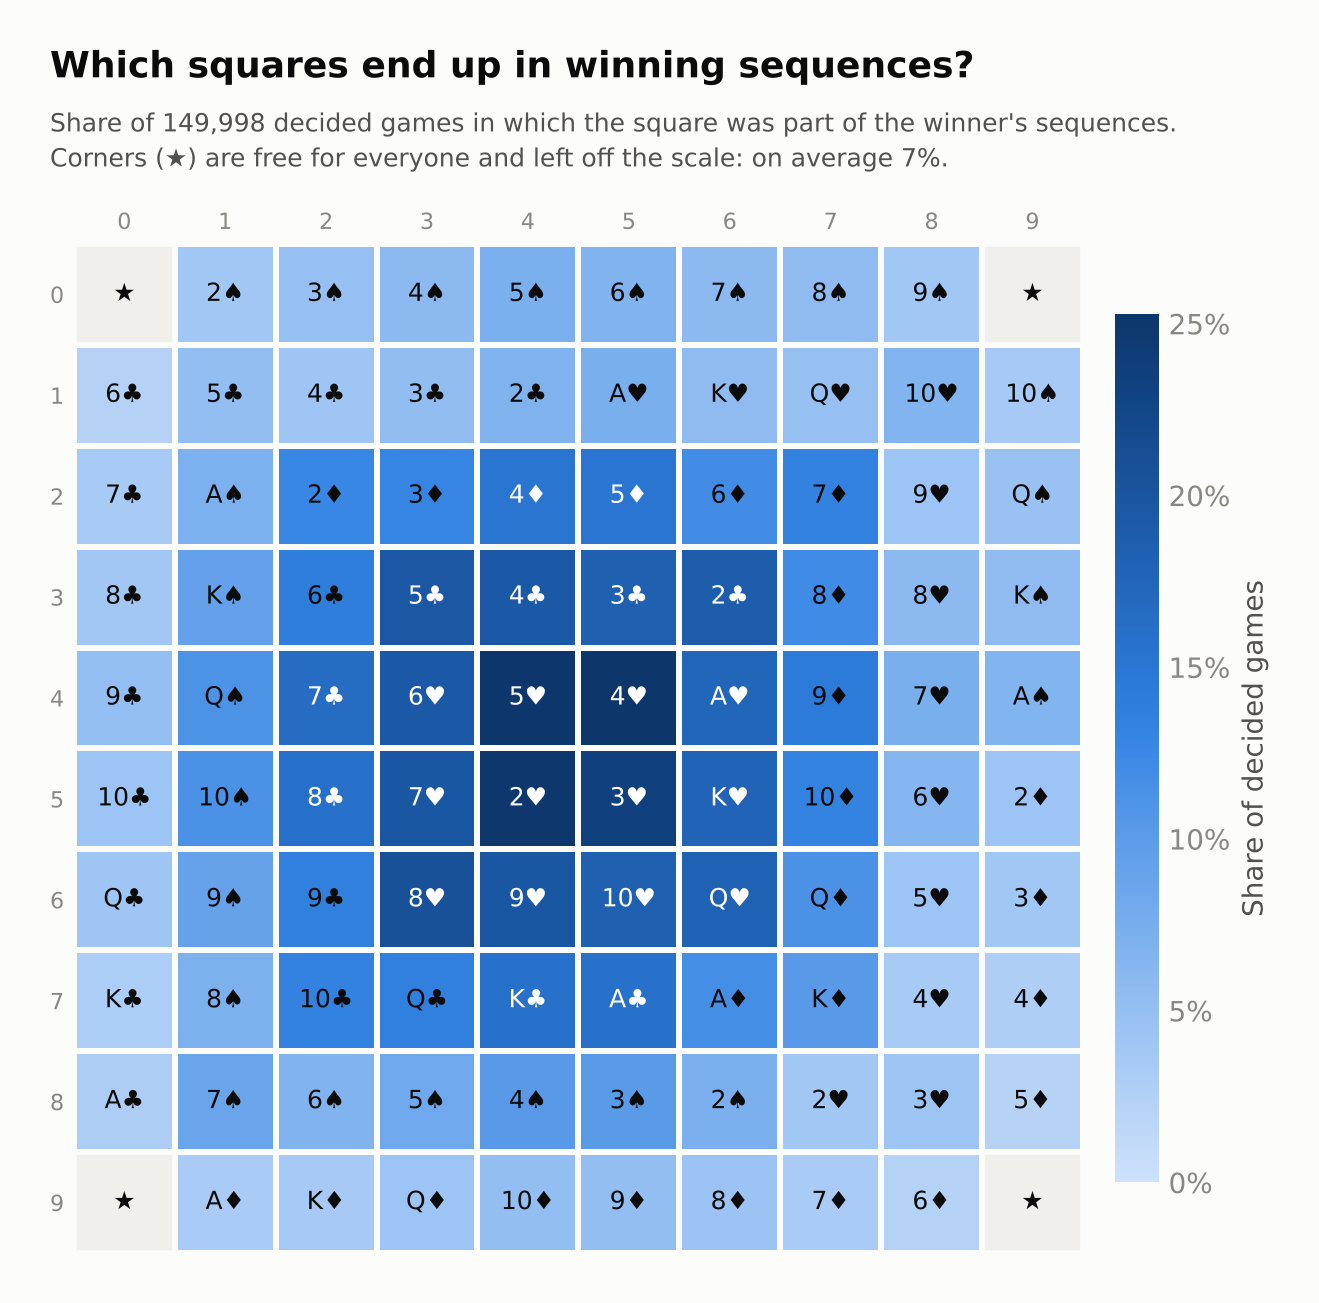 Which squares end up in winning sequences?
Share of 149,998 decided games in which the square was part of the winner's sequences.
Corners (★) are free for everyone and left off the scale: on average 7%.
0 1 2 3 4 5 6 7 8 9
0 ★ 2♠ 3♠ 4♠ 5♠ 6♠ 7♠ 8♠ 9♠ ★
1 6♣ 5♣ 4♣ 3♣ 2♣ A♥ K♥ Q♥ 10♥ 10♠
2 7♣ A♠ 2♦ 3♦ 4♦ 5♦ 6♦ 7♦ 9♥ Q♠
3 8♣ K♠ 6♣ 5♣ 4♣ 3♣ 2♣ 8♦ 8♥ K♠
4 9♣ Q♠ 7♣ 6♥ 5♥ 4♥ A♥ 9♦ 7♥ A♠
5 10♣ 10♠ 8♣ 7♥ 2♥ 3♥ K♥ 10♦ 6♥ 2♦
6 Q♣ 9♠ 9♣ 8♥ 9♥ 10♥ Q♥ Q♦ 5♥ 3♦
7 K♣ 8♠ 10♣ Q♣ K♣ A♣ A♦ K♦ 4♥ 4♦
8 A♣ 7♠ 6♠ 5♠ 4♠ 3♠ 2♠ 2♥ 3♥ 5♦
9 ★ A♦ K♦ Q♦ 10♦ 9♦ 8♦ 7♦ 6♦ ★
25%
20%
15%
10%
5%
0%
Share of decided games